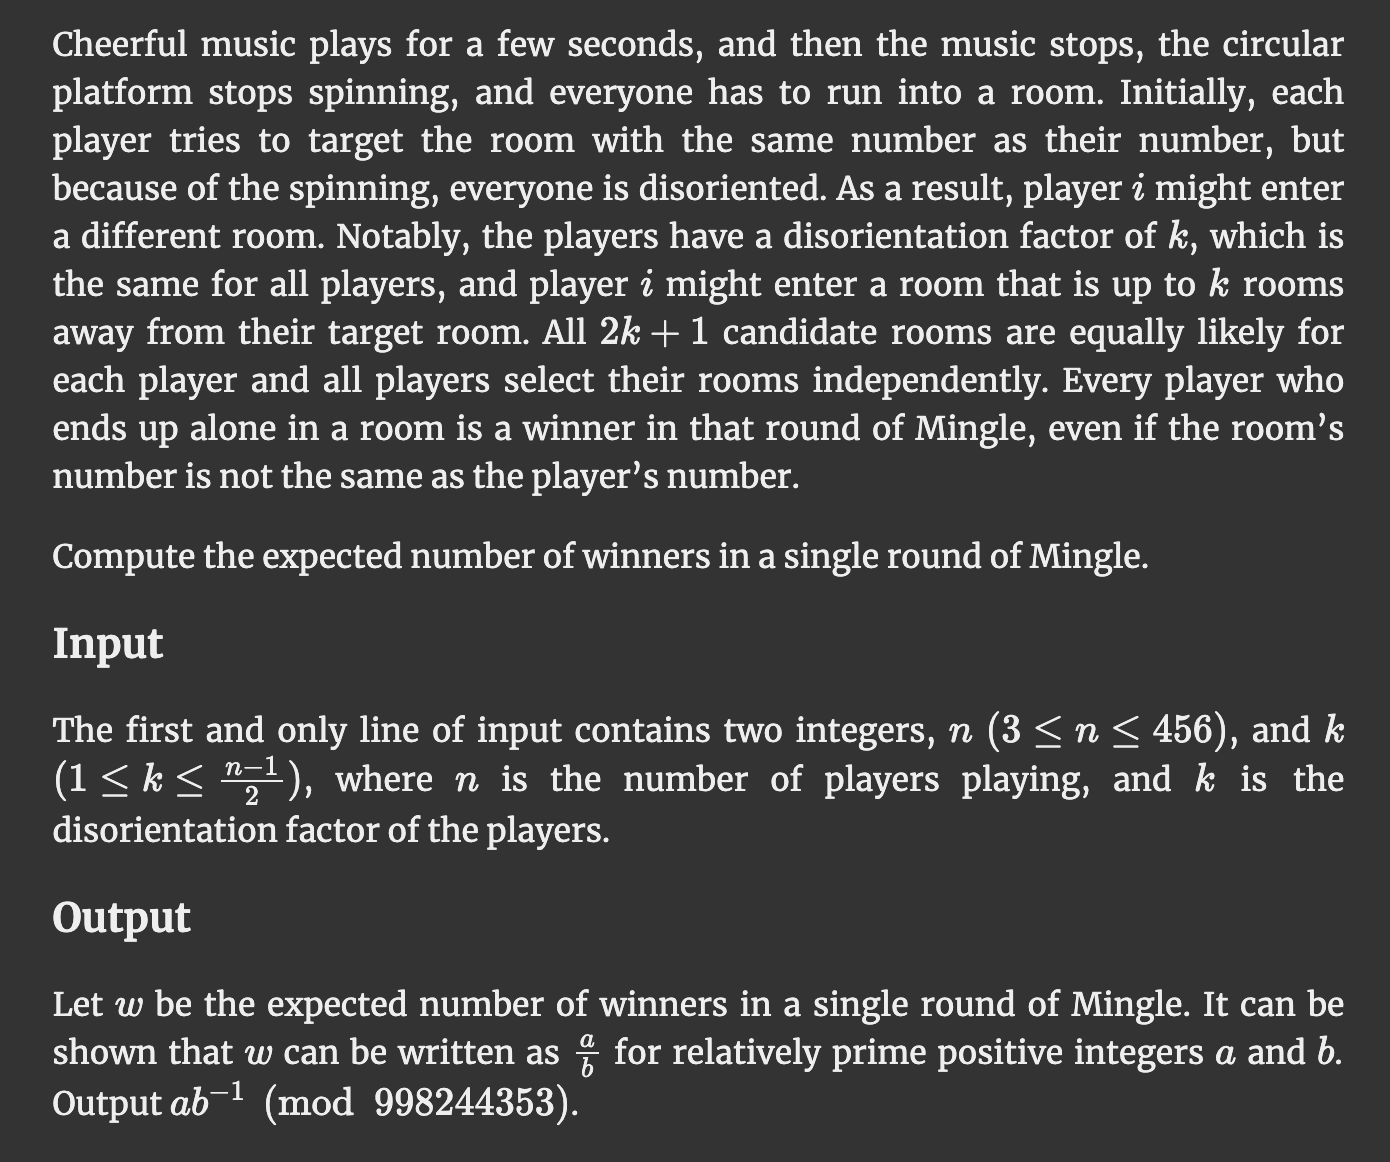 Cheerful music plays for a few seconds, and then the music stops, the circular
platform stops spinning, and everyone has to run into a room. Initially, each
player tries to target the room with the same number as their number, but
because of the spinning, everyone is disoriented. As a result, player i might enter
a different room. Notably, the players have a disorientation factor of k, which is
the same for all players, and player i might enter a room that is up to k rooms
away from their target room. All 2k + 1 candidate rooms are equally likely for
each player and all players select their rooms independently. Every player who
ends up alone in a room is a winner in that round of Mingle, even if the room’s
number is not the same as the player’s number.
Compute the expected number of winners in a single round of Mingle.
Input
The first and only line of input contains two integers, n (3 ≤ n ≤ 456), and k
(1 ≤ k ≤ \frac{n−1}{2}), where n is the number of players playing, and k is the
disorientation factor of the players.
Output
Let w be the expected number of winners in a single round of Mingle. It can be
shown that w can be written as \frac{a}{b} for relatively prime positive integers a and b.
Output ab⁻¹ (mod 998244353).